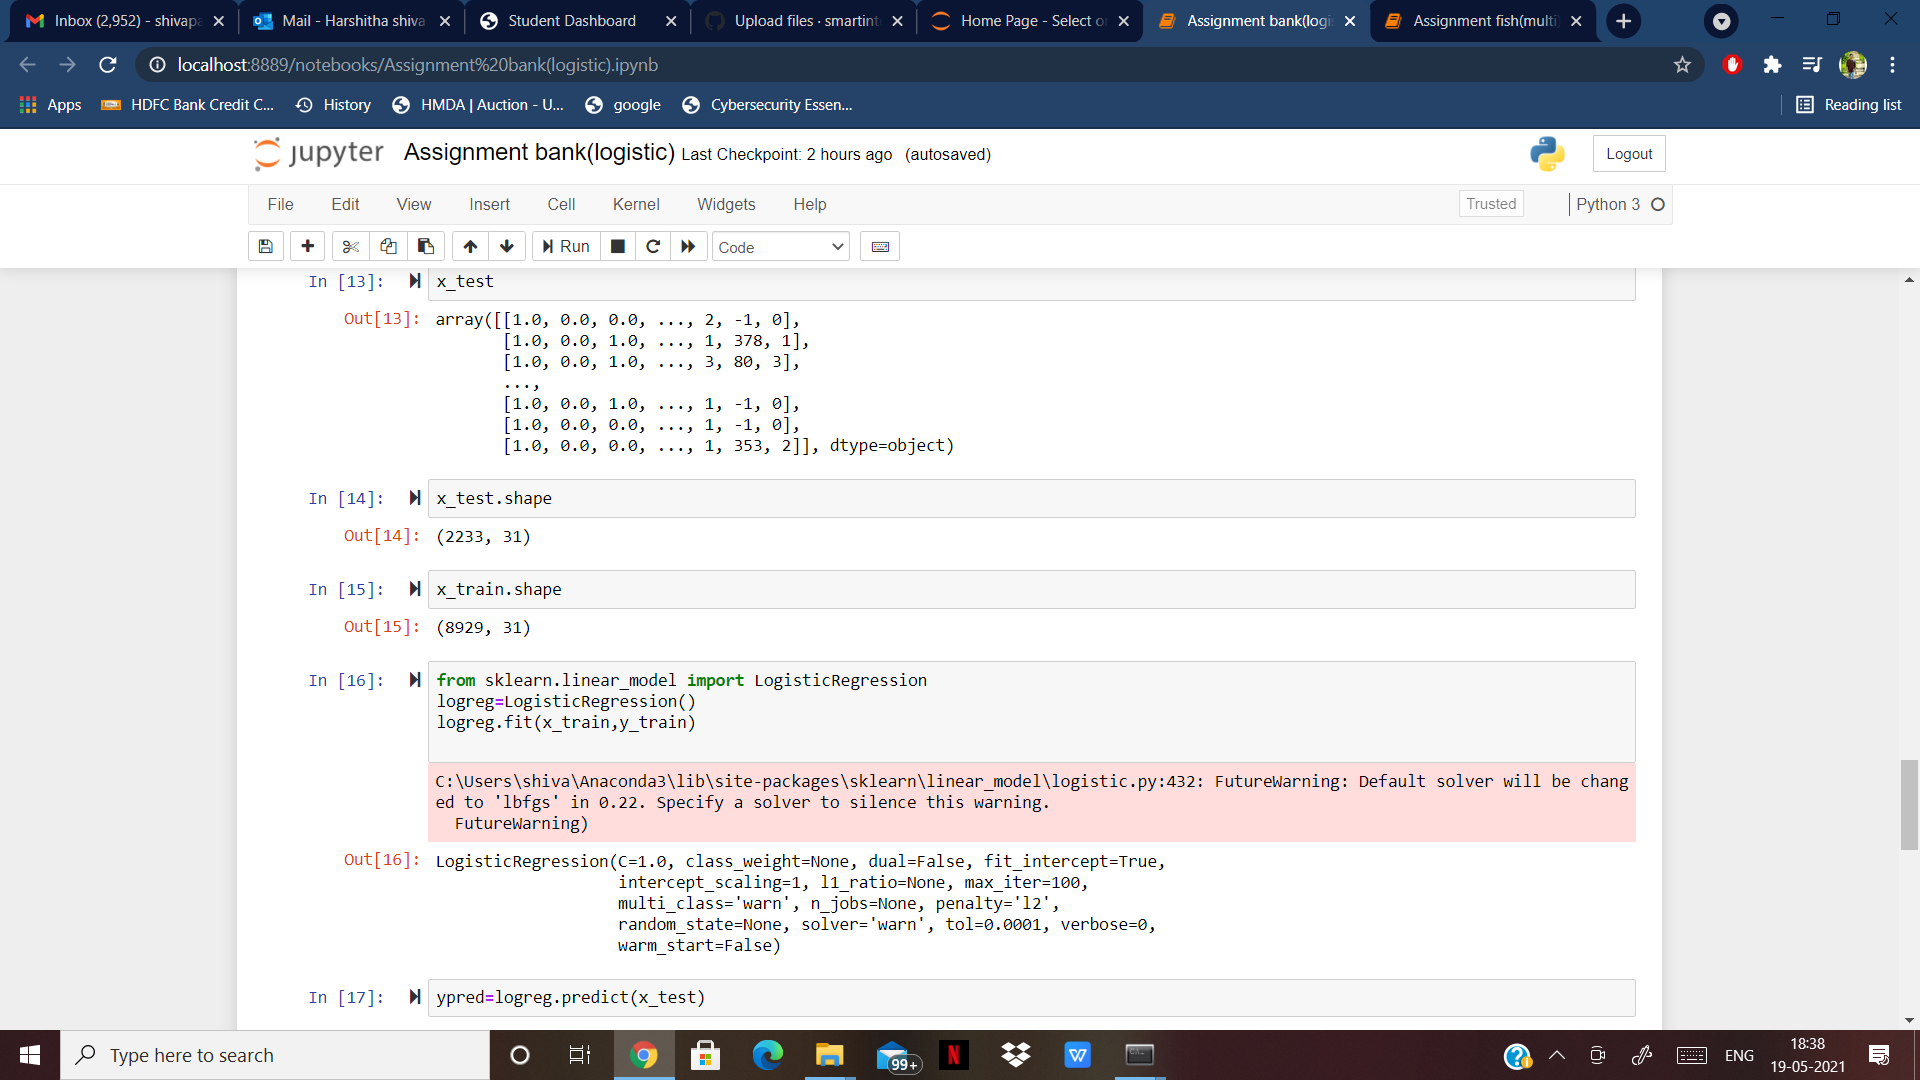 Inbox (2,952) - shivapa
Mail - Harshitha shiva
Student Dashboard
Upload files · smartint
Home Page - Select o
Assignment bank(logi
Assignment fish(multi
localhost:8889/notebooks/Assignment%20bank(logistic).ipynb
Apps
HDFC Bank Credit C...
History
HMDA | Auction - U...
google
Cybersecurity Essen...
Reading list
jupyter Assignment bank(logistic) Last Checkpoint: 2 hours ago (autosaved)
Logout
File Edit View Insert Cell Kernel Widgets Help
Trusted
Python 3
Run
Code
In [13]: x_test
Out[13]: array([[1.0, 0.0, 0.0, ..., 2, -1, 0],
[1.0, 0.0, 1.0, ..., 1, 378, 1],
[1.0, 0.0, 1.0, ..., 3, 80, 3],
...,
[1.0, 0.0, 1.0, ..., 1, -1, 0],
[1.0, 0.0, 0.0, ..., 1, -1, 0],
[1.0, 0.0, 0.0, ..., 1, 353, 2]], dtype=object)
In [14]: x_test.shape
Out[14]: (2233, 31)
In [15]: x_train.shape
Out[15]: (8929, 31)
In [16]: from sklearn.linear_model import LogisticRegression
logreg=LogisticRegression()
logreg.fit(x_train,y_train)
C:\Users\shiva\Anaconda3\lib\site-packages\sklearn\linear_model\logistic.py:432: FutureWarning: Default solver will be chang
ed to 'lbfgs' in 0.22. Specify a solver to silence this warning.
FutureWarning)
Out[16]: LogisticRegression(C=1.0, class_weight=None, dual=False, fit_intercept=True,
intercept_scaling=1, l1_ratio=None, max_iter=100,
multi_class='warn', n_jobs=None, penalty='l2',
random_state=None, solver='warn', tol=0.0001, verbose=0,
warm_start=False)
In [17]: ypred=logreg.predict(x_test)
Type here to search
99+
N
W
ENG
18:38
19-05-2021